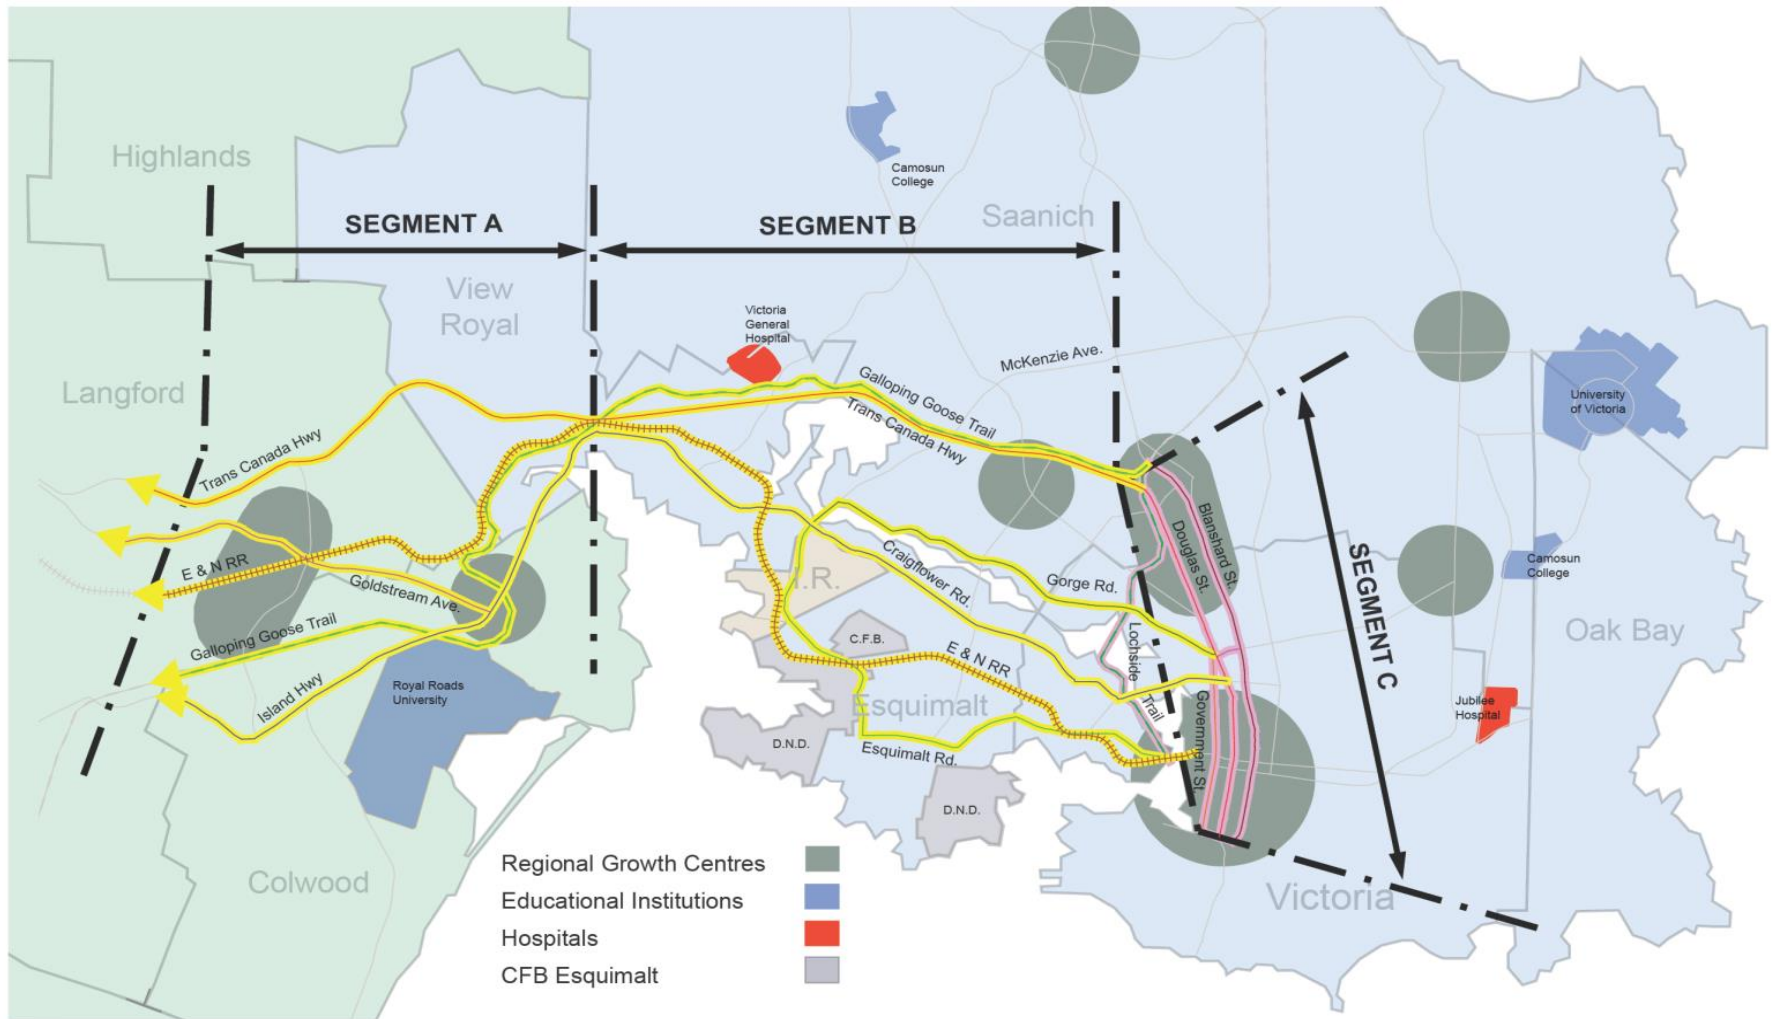 Highlands
SEGMENT A
SEGMENT B
Camosun
College
Saanich
View
Royal
Victoria
General
Hospital
McKenzie Ave.
Langford
Galloping Goose Trail
Trans Canada Hwy
University
of Victoria
Trans Canada Hwy
Blanshard St.
Douglas St.
E & N RR
Goldstream Ave.
Craigflower Rd.
I.R.
Gorge Rd.
SEGMENT C
Camosun
College
Galloping Goose Trail
C.F.B.
E & N RR
Lochside
Trail
Oak Bay
Island Hwy
Royal Roads
University
Esquimalt
Government St.
Jubilee
Hospital
D.N.D.
Esquimalt Rd.
D.N.D.
Colwood
Victoria
Regional Growth Centres
Educational Institutions
Hospitals
CFB Esquimalt